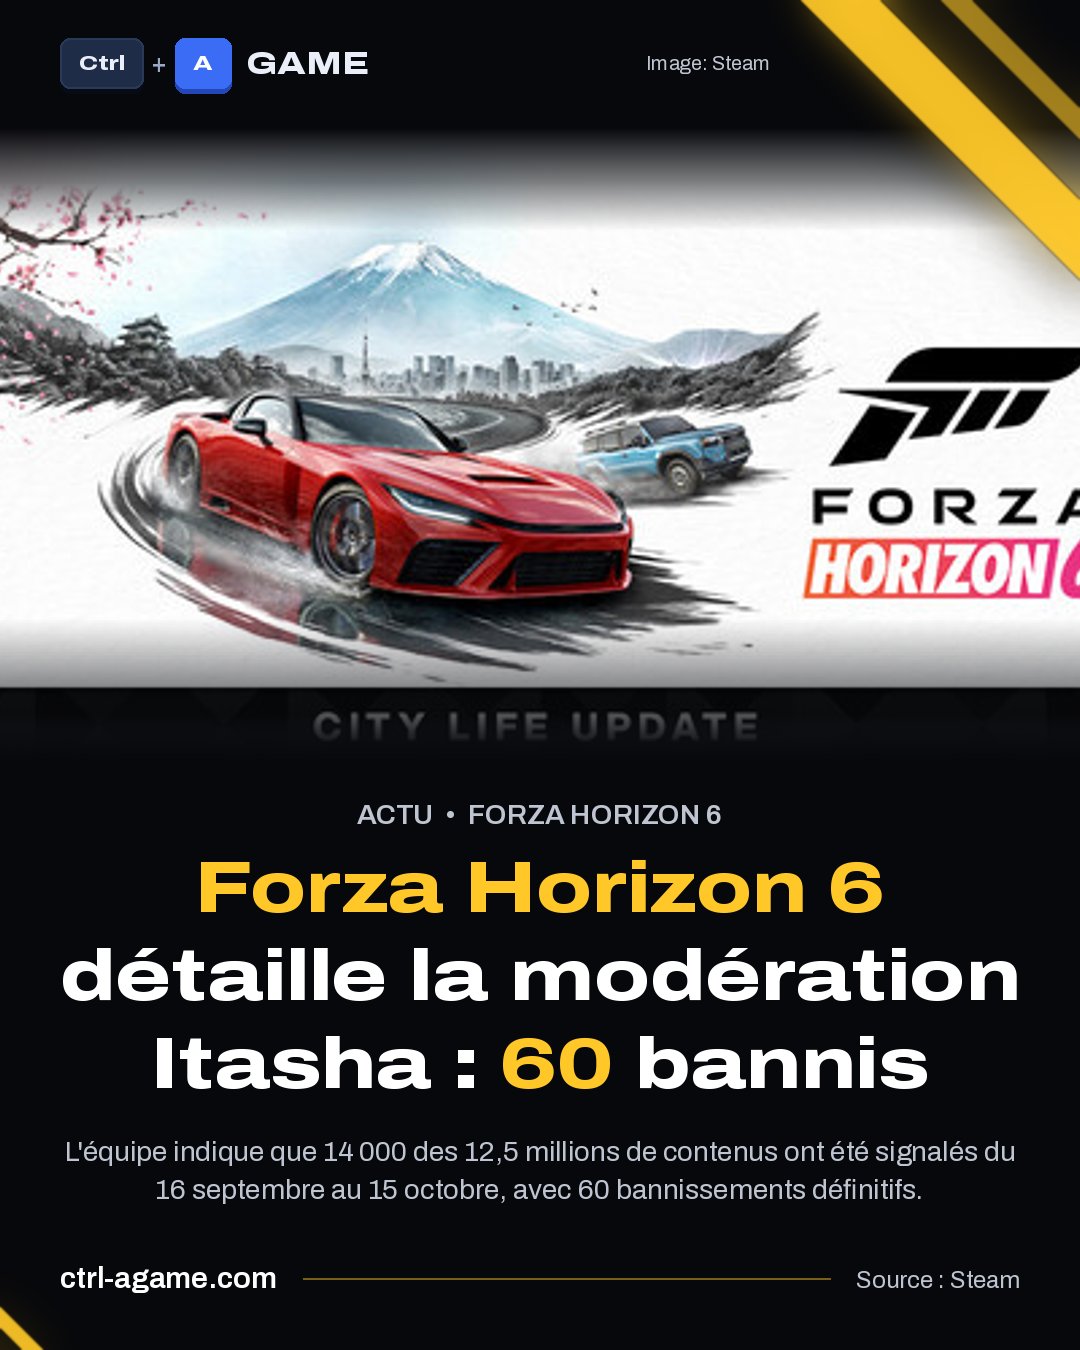 Ctrl + A GAME
Image: Steam
FORZA
HORIZON 6
CITY LIFE UPDATE
ACTU • FORZA HORIZON 6
Forza Horizon 6
détaille la modération
Itasha : 60 bannis
L'équipe indique que 14 000 des 12,5 millions de contenus ont été signalés du
16 septembre au 15 octobre, avec 60 bannissements définitifs.
ctrl-agame.com
Source : Steam